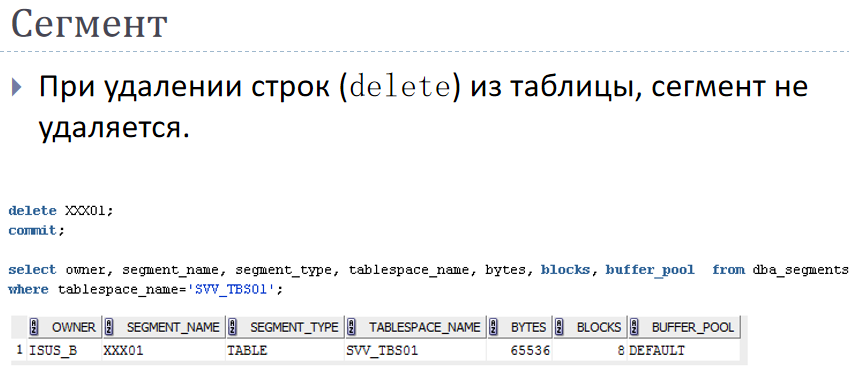 Сегмент
При удалении строк (delete) из таблицы, сегмент не
удаляется.
delete XXX01;
commit;
select owner, segment_name, segment_type, tablespace_name, bytes, blocks, buffer_pool from dba_segments
where tablespace_name='SVV_TBS01';
OWNER SEGMENT_NAME SEGMENT_TYPE TABLESPACE_NAME BYTES BLOCKS BUFFER_POOL
1 ISUS_B XXX01 TABLE SVV_TBS01 65536 8 DEFAULT